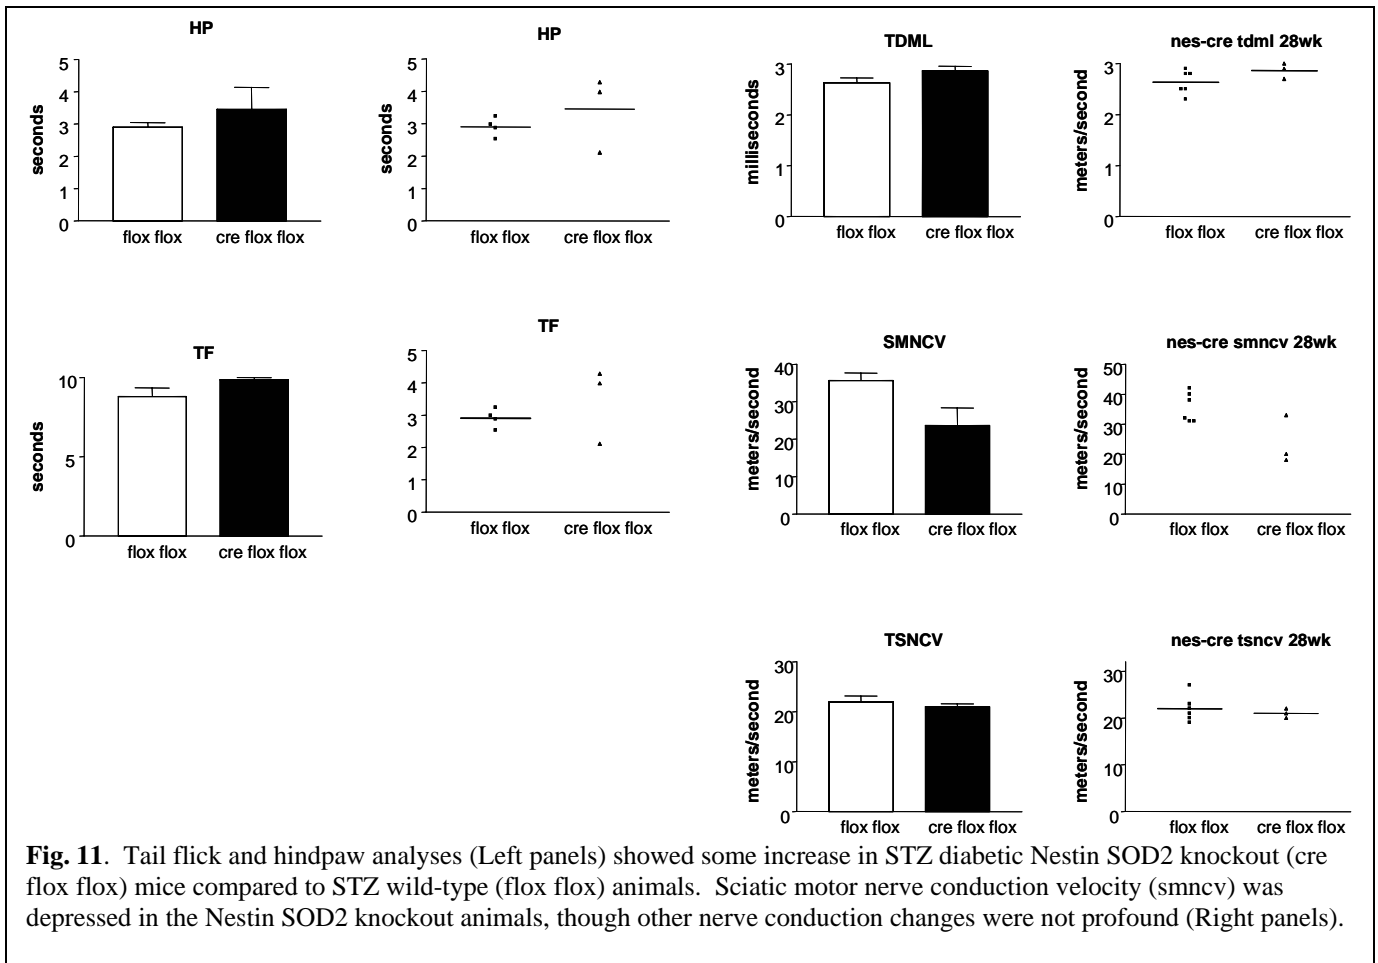 HP
seconds
5
4
3
2
1
0
flox flox
cre flox flox
HP
seconds
5
4
3
2
1
0
flox flox
cre flox flox
TDML
milliseconds
3
2
1
0
flox flox
cre flox flox
nes-cre tdml 28wk
meters/second
3
2
1
0
flox flox
cre flox flox
TF
seconds
10
5
0
flox flox
cre flox flox
TF
5
4
3
2
1
0
flox flox
cre flox flox
SMNCV
meters/second
40
30
20
10
0
flox flox
cre flox flox
nes-cre smncv 28wk
meters/second
50
40
30
20
10
0
flox flox
cre flox flox
TSNCV
meters/second
30
20
10
0
flox flox
cre flox flox
nes-cre tsncv 28wk
meters/second
30
20
10
0
flox flox
cre flox flox
Fig. 11. Tail flick and hindpaw analyses (Left panels) showed some increase in STZ diabetic Nestin SOD2 knockout (cre
flox flox) mice compared to STZ wild-type (flox flox) animals. Sciatic motor nerve conduction velocity (smncv) was
depressed in the Nestin SOD2 knockout animals, though other nerve conduction changes were not profound (Right panels).